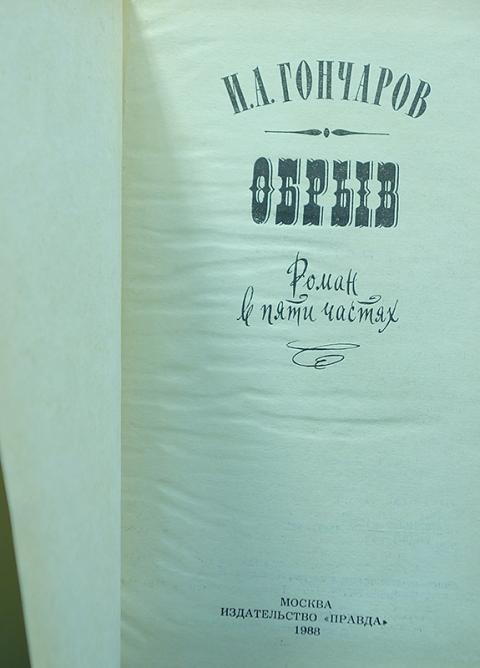 И.А.ГОНЧАРОВ
ОБРЫВ
Роман
в пяти частях
МОСКВА
ИЗДАТЕЛЬСТВО «ПРАВДА»
1988